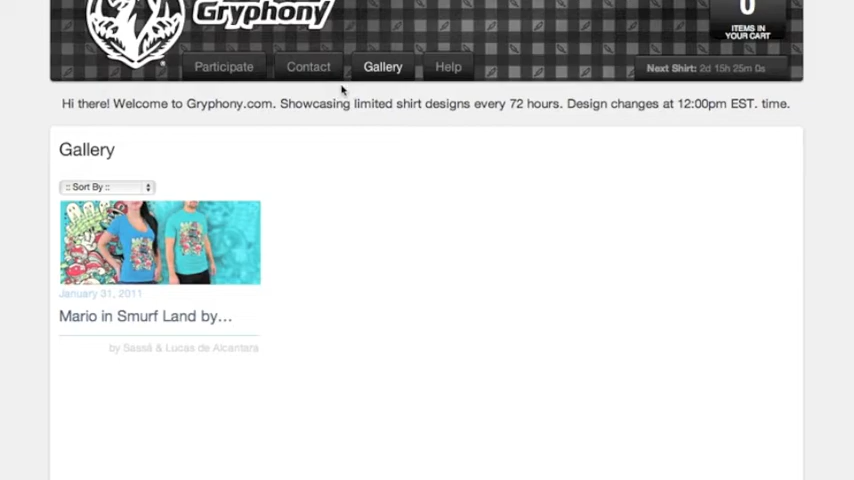 Gryphony
0
ITEMS IN
YOUR CART
Participate
Contact
Gallery
Help
Next Shirt: 2d 15h 25m 0s
Hi there! Welcome to Gryphony.com. Showcasing limited shirt designs every 72 hours. Design changes at 12:00pm EST. time.
Gallery
:: Sort By ::
January 31, 2011
Mario in Smurf Land by...
by Sassá & Lucas de Alcantara